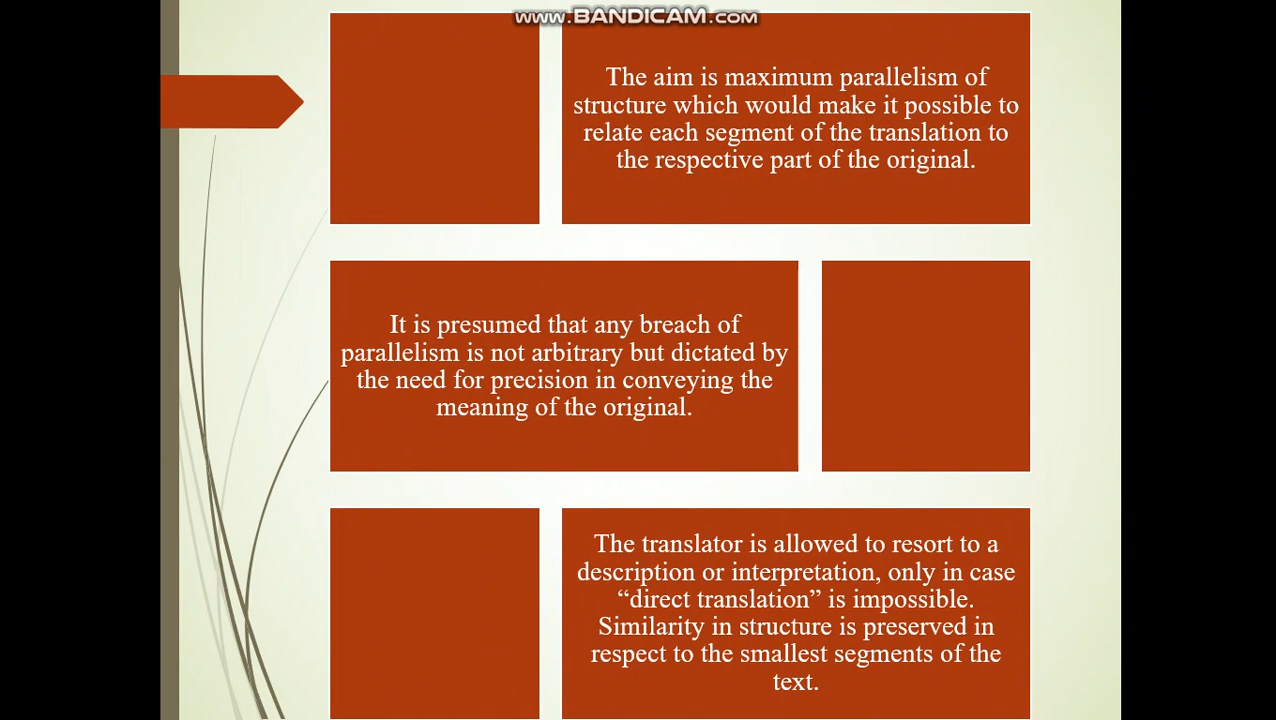 www.BANDICAM.com
The aim is maximum parallelism of
structure which would make it possible to
relate each segment of the translation to
the respective part of the original.
It is presumed that any breach of
parallelism is not arbitrary but dictated by
the need for precision in conveying the
meaning of the original.
The translator is allowed to resort to a
description or interpretation, only in case
“direct translation” is impossible.
Similarity in structure is preserved in
respect to the smallest segments of the
text.